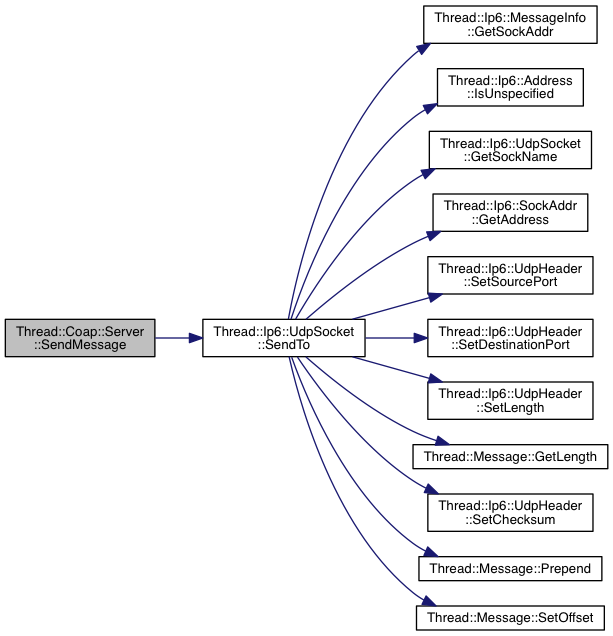 Thread::Ip6::MessageInfo
::GetSockAddr
Thread::Ip6::Address
::IsUnspecified
Thread::Ip6::UdpSocket
::GetSockName
Thread::Ip6::SockAddr
::GetAddress
Thread::Ip6::UdpHeader
::SetSourcePort
Thread::Coap::Server
::SendMessage
Thread::Ip6::UdpSocket
::SendTo
Thread::Ip6::UdpHeader
::SetDestinationPort
Thread::Ip6::UdpHeader
::SetLength
Thread::Message::GetLength
Thread::Ip6::UdpHeader
::SetChecksum
Thread::Message::Prepend
Thread::Message::SetOffset